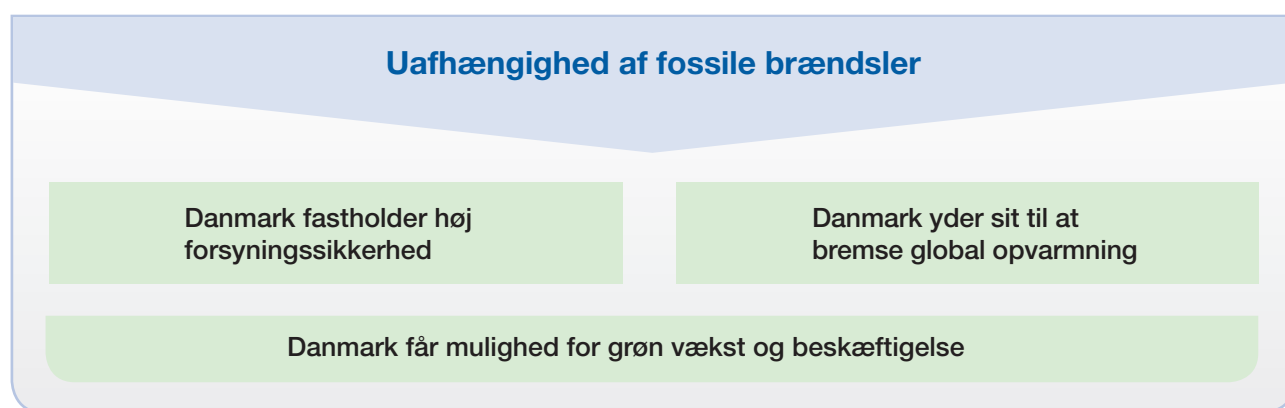 Uafhængighed af fossile brændsler
Danmark fastholder høj
forsyningssikkerhed
Danmark yder sit til at
bremse global opvarmning
Danmark får mulighed for grøn vækst og beskæftigelse